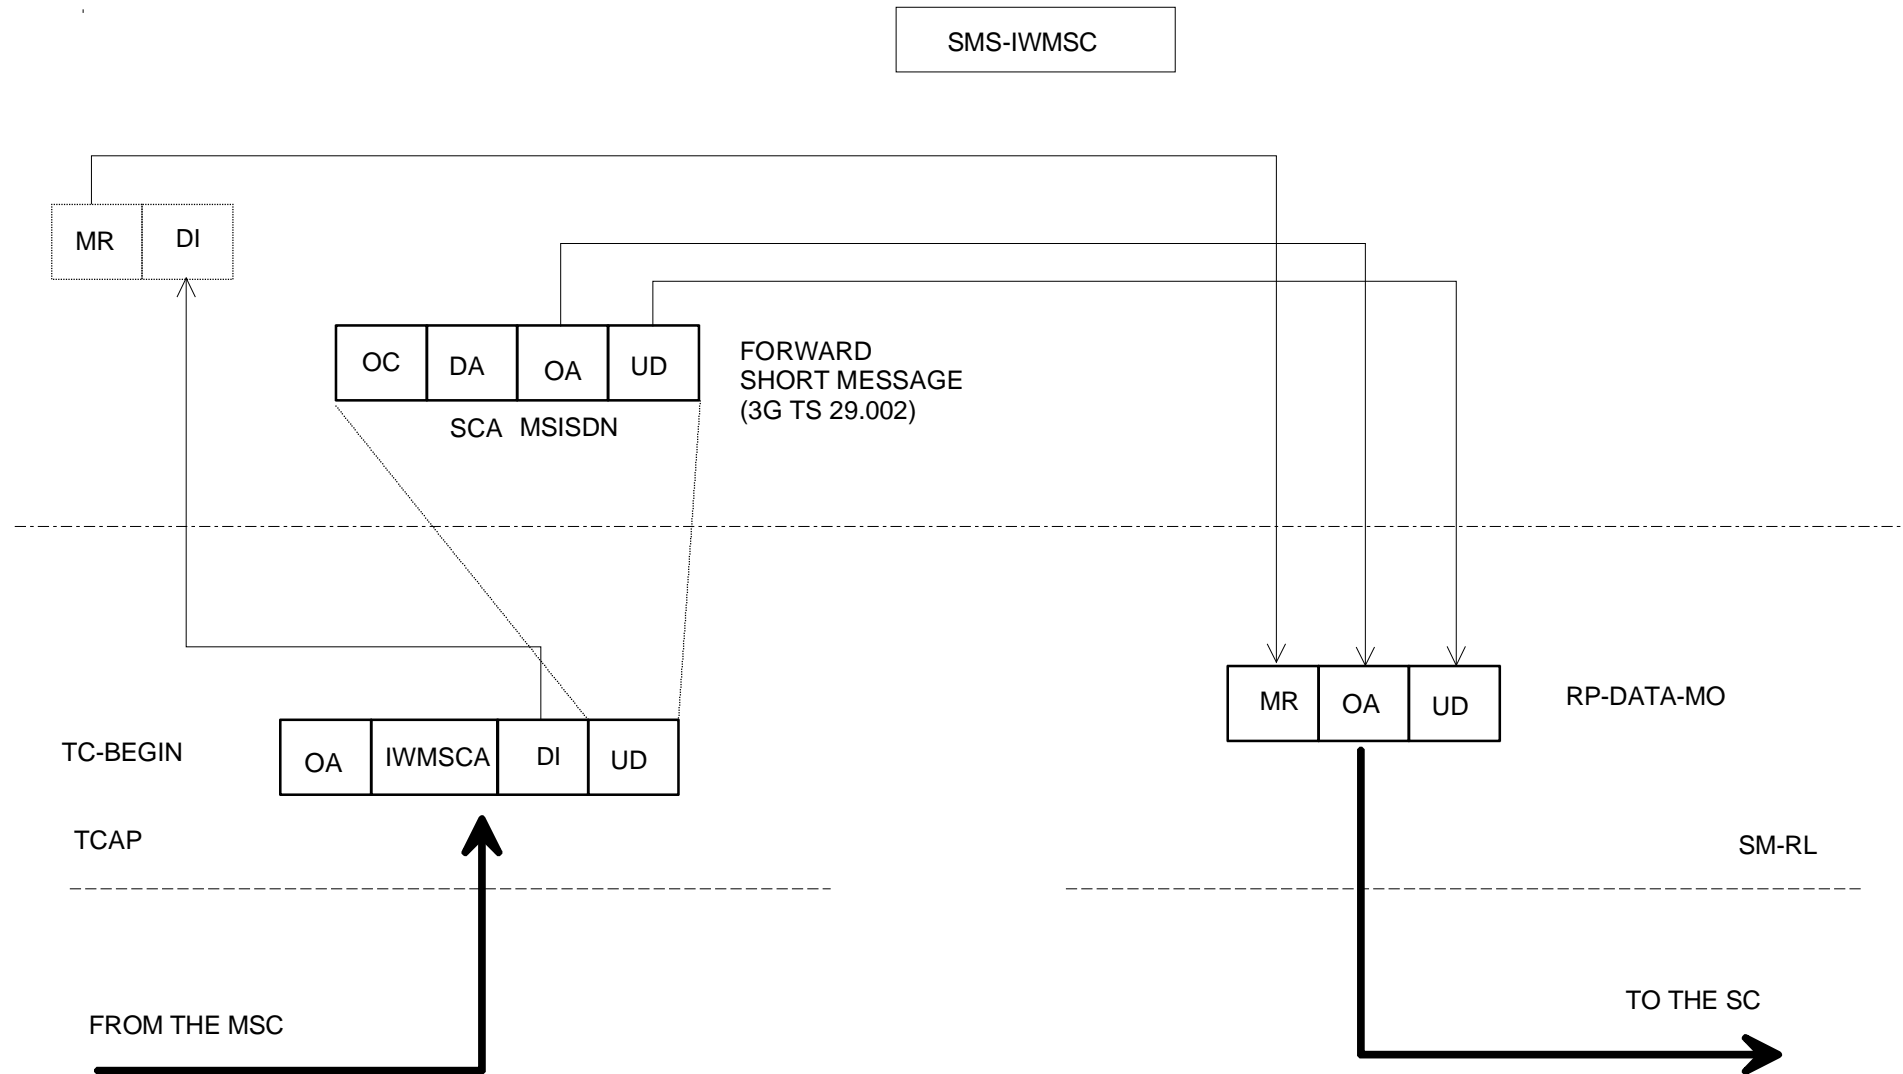 SMS-IWMSC
MR DI
OC DA OA UD
SCA MSISDN
FORWARD
SHORT MESSAGE
(3G TS 29.002)
TC-BEGIN
OA IWMSCA DI UD
MR OA UD
RP-DATA-MO
TCAP
SM-RL
FROM THE MSC
TO THE SC